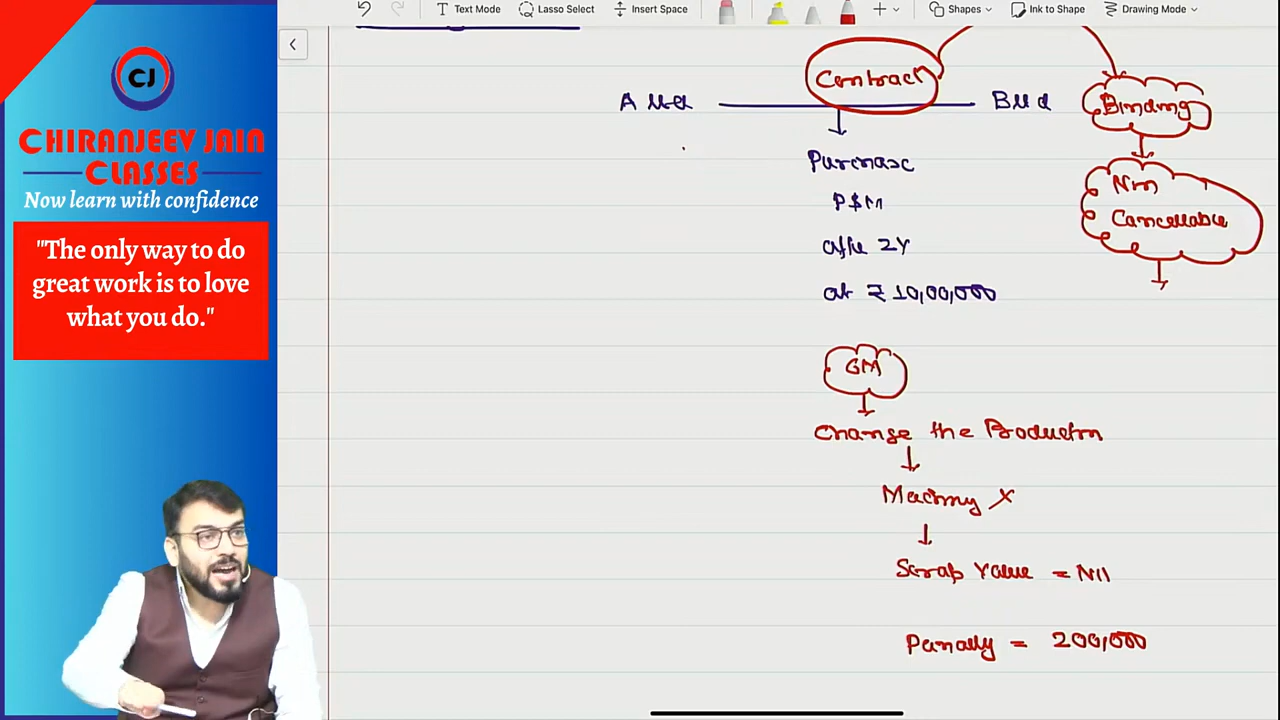 Text Mode
Lasso Select
Insert Space
Shapes
Ink to Shape
Drawing Mode
CJ
CHIRANJEEV JAIN
CLASSES
Now learn with confidence
"The only way to do
great work is to love
what you do."
Contract
A Ltd
B Ltd
Binding
Non
Cancellable
Purchase
P&M
after 2Y
at ₹ 10,00,000
GM
Change the Production
Machinery X
Scrap Value = Nil
Penalty = 200,000